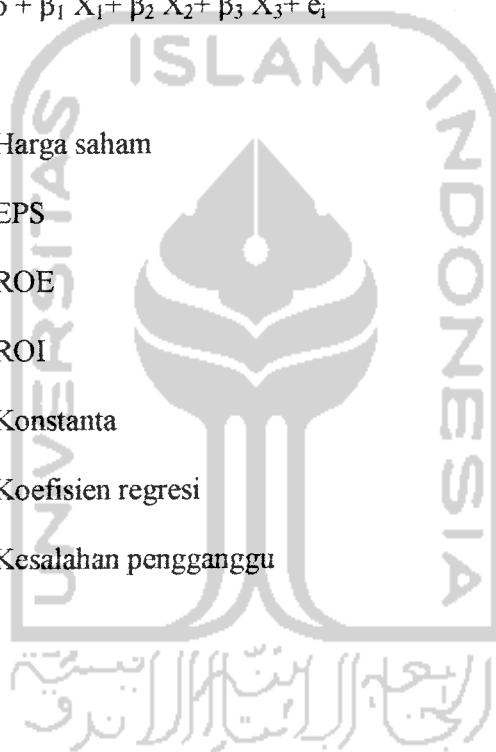 + β₁ X₁+ β₂ X₂+ β₃ X₃+ eᵢ
ISLAM
UNIVERSITAS
INDONESIA
Harga saham
EPS
ROE
ROI
Konstanta
Koefisien regresi
Kesalahan pengganggu